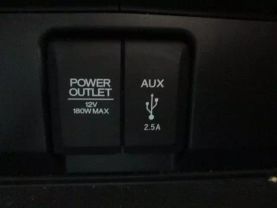 POWER
OUTLET
12V
180W MAX
AUX
2.5A